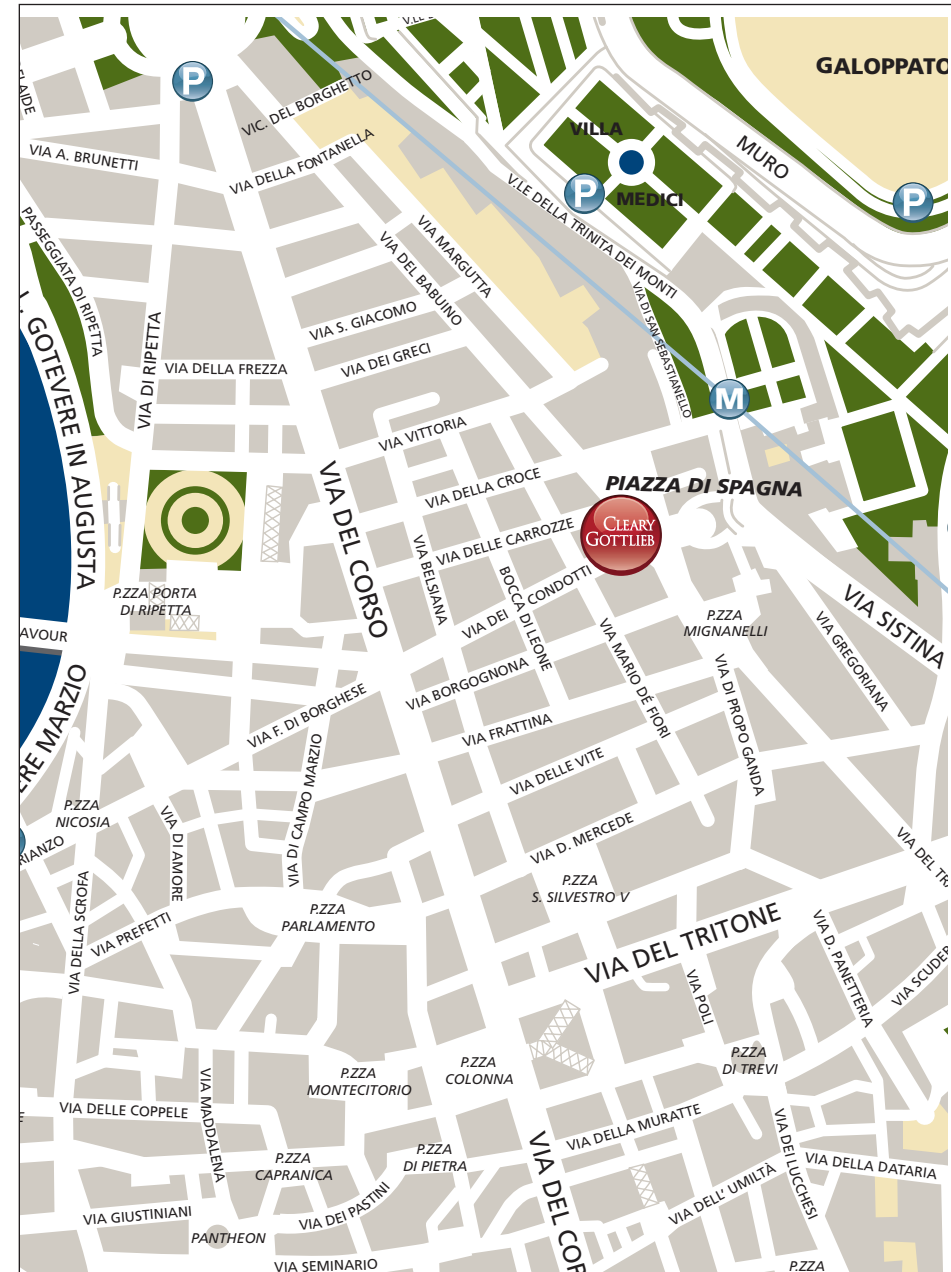 V.LE D
GALOPPATO
ELAIDE
P
VIC. DEL BORGHETTO
VILLA
MURO
VIA A. BRUNETTI
VIA DELLA FONTANELLA
P
MEDICI
P
V.LE DELLA TRINITA DEI MONTI
PASSEGGIATA DI RIPETTA
VIA MARGUTTA
VIA DEL BABUINO
VIA DI SAN SEBASTIANELLO
L. GOTEVERE IN AUGUSTA
VIA DI RIPETTA
VIA S. GIACOMO
VIA DEI GRECI
VIA DELLA FREZZA
M
VIA VITTORIA
VIA DEL CORSO
VIA DELLA CROCE
PIAZZA DI SPAGNA
CLEARY
GOTTLIEB
VIA DELLE CARROZZE
VIA BELSIANA
BOCCA DI LEONE
VIA DEI CONDOTTI
P.ZZA PORTA
DI RIPETTA
AVOUR
P.ZZA
MIGNANELLI
VIA SISTINA
VIA GREGORIANA
VIA MARIO DÉ FIORI
VIA DI PROPO GANDA
VIA BORGOGNONA
ERE MARZIO
VIA F. DI BORGHESE
VIA FRATTINA
VIA DELLE VITE
VIA DI CAMPO MARZIO
P.ZZA
NICOSIA
VIA DI AMORE
VIA D. MERCEDE
RIANZO
VIA DEL TR
P.ZZA
S. SILVESTRO V
VIA DELLA SCROFA
P.ZZA
PARLAMENTO
VIA PREFETTI
VIA DEL TRITONE
VIA D. PANETTERIA
VIA SCUDER
VIA POLI
P.ZZA
DI TREVI
P.ZZA
COLONNA
P.ZZA
MONTECITORIO
VIA MADDALENA
VIA DELLE COPPELE
E
VIA DELLA MURATTE
VIA DEI LUCCHESI
P.ZZA
DI PIETRA
P.ZZA
CAPRANICA
VIA DEL COR
VIA DELLA DATARIA
VIA DELL' UMILTÀ
VIA DEI PASTINI
VIA GIUSTINIANI
PANTHEON
VIA SEMINARIO
P.ZZA